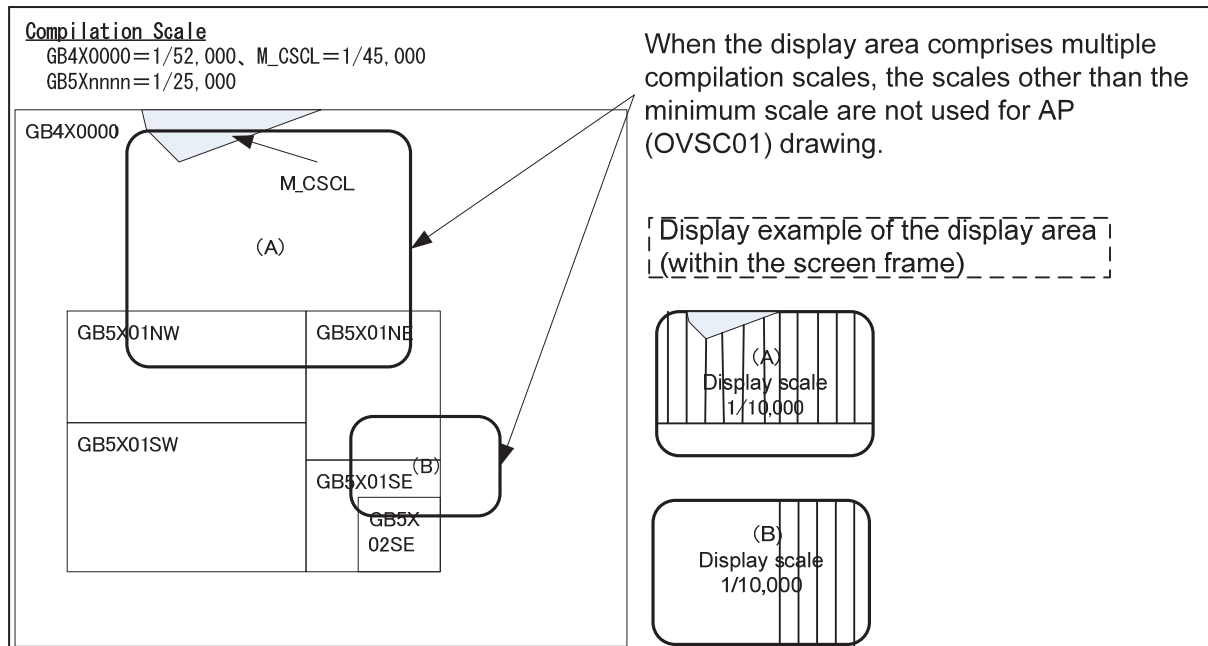 Compilation Scale
GB4X0000＝1/52,000、M_CSCL＝1/45,000
GB5Xnnnn＝1/25,000
When the display area comprises multiple
compilation scales, the scales other than the
minimum scale are not used for AP
(OVSC01) drawing.
GB4X0000
M_CSCL
(A)
GB5X01NW
GB5X01NE
GB5X01SW
GB5X01SE
(B)
GB5X
02SE
Display example of the display area
(within the screen frame)
(A)
Display scale
1/10,000
(B)
Display scale
1/10,000